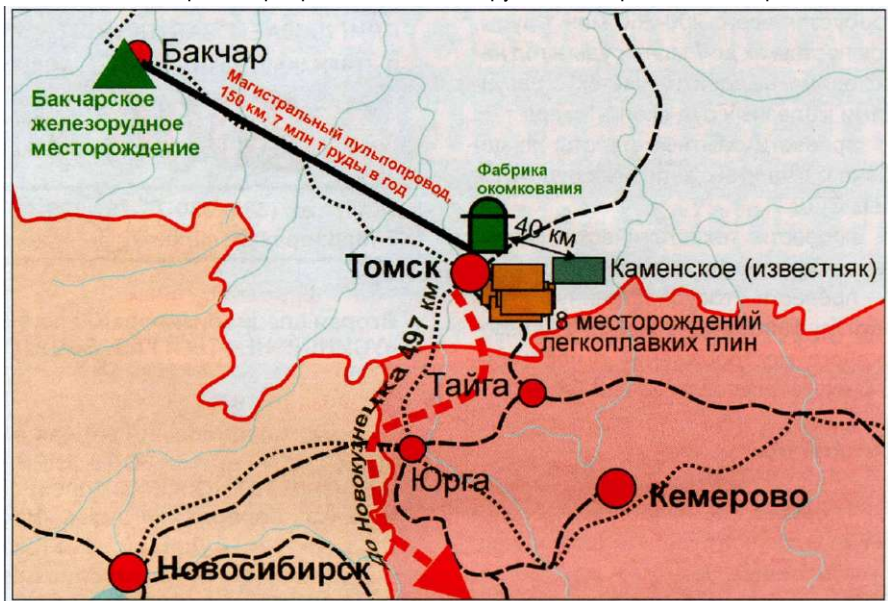 Бакчар
Бакчарское
железорудное
месторождение
Магистральный пульпопровод,
150 км, 7 млн т руды в год
Фабрика
окомкования
40 км
Томск
Каменское (известняк)
18 месторождений
легкоплавких глин
до Новокузнецка 497 км
Тайга
Юрга
Кемерово
Новосибирск